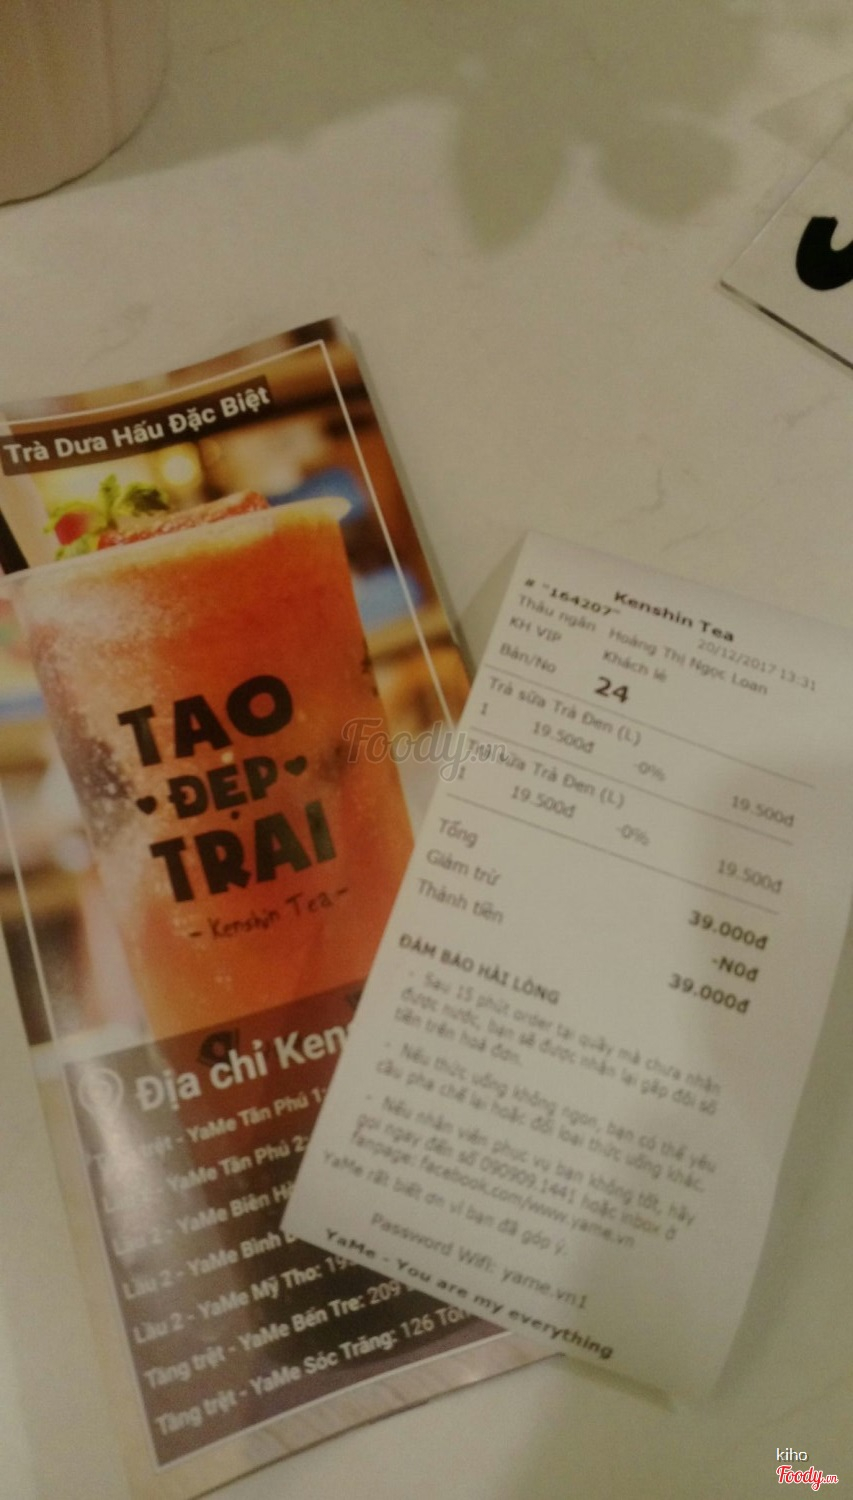 Trà Dưa Hấu Đặc Biệt
TAO
ĐẸP
TRAI
- Kenshin Tea -
Địa chỉ Ken
trệt - YaMe Tân Phú 1:
- YaMe Tân Phú 2:
Lầu 2 - YaMe Biên H
Lầu 2 - YaMe Bình
Lầu 2 - YaMe Mỹ Tho: 19
Tầng trệt - YaMe Bến Tre: 209
Tầng trệt - YaMe Sóc Trăng: 126 Tôn
Kenshin Tea
# "164207" 20/12/2017 13:31
Thâu ngân Hoàng Thị Ngọc Loan
KH VIP Khách lẻ
Bàn/No 24
Trà sữa Trà Đen (L)
1 19.500đ -0% 19.500đ
Trà sữa Trà Đen (L)
1 19.500đ -0% 19.500đ
Tổng 39.000đ
Giảm trừ -N0đ
Thành tiền 39.000đ
ĐẢM BẢO HÀI LÒNG
- Sau 15 phút order tại quầy mà chưa nhận
được nước, bạn sẽ được nhận lại gấp đôi số
tiền trên hoá đơn.
- Nếu thức uống không ngon, bạn có thể yêu
cầu pha chế lại hoặc đổi loại thức uống khác.
- Nếu nhân viên phục vụ bạn không tốt, hãy
gọi ngay đến số 090909.1441 hoặc inbox ở
fanpage: facebook.com/www.yame.vn
YaMe rất biết ơn vì bạn đã góp ý.
Password Wifi: yame.vn1
YaMe - You are my everything
Foody.vn
kiho
Foody.vn